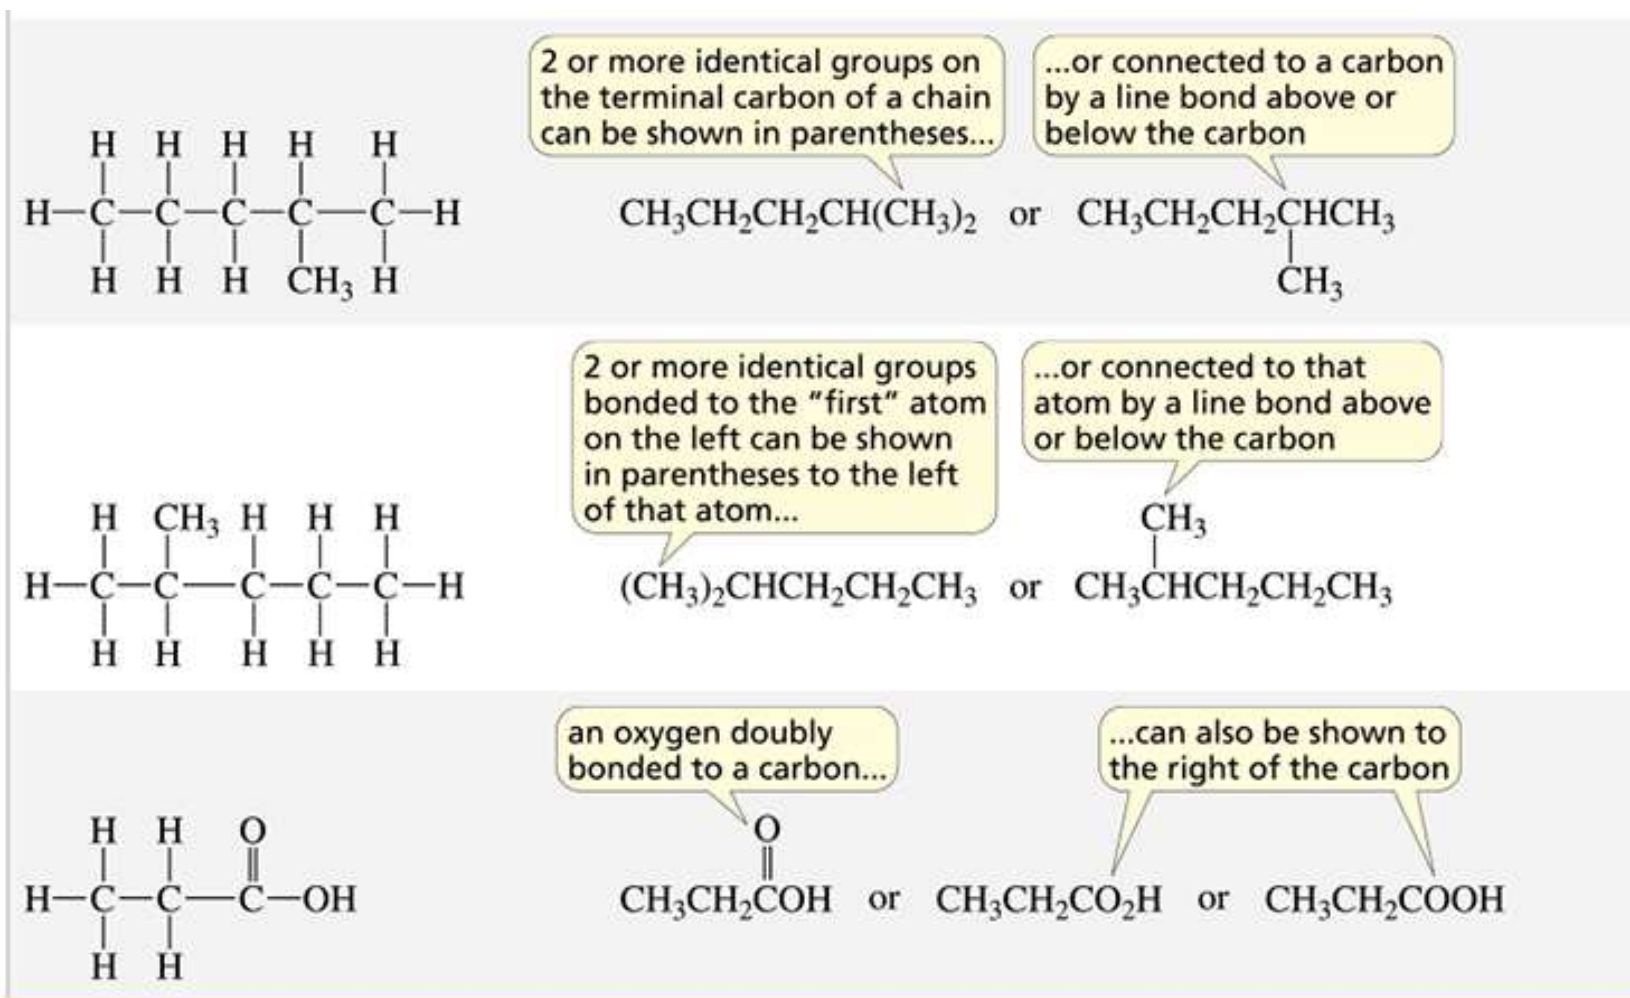 2 or more identical groups on
the terminal carbon of a chain
can be shown in parentheses...
...or connected to a carbon
by a line bond above or
below the carbon
H H H H H
H—C—C—C—C—C—H
H H H CH₃ H
CH₃CH₂CH₂CH(CH₃)₂ or CH₃CH₂CH₂CHCH₃
CH₃
2 or more identical groups
bonded to the "first" atom
on the left can be shown
in parentheses to the left
of that atom...
...or connected to that
atom by a line bond above
or below the carbon
H CH₃ H H H
H—C—C—C—C—C—H
H H H H H
CH₃
(CH₃)₂CHCH₂CH₂CH₃ or CH₃CHCH₂CH₂CH₃
an oxygen doubly
bonded to a carbon...
...can also be shown to
the right of the carbon
H H O
H—C—C—C—OH
H H
O
CH₃CH₂COH or CH₃CH₂CO₂H or CH₃CH₂COOH